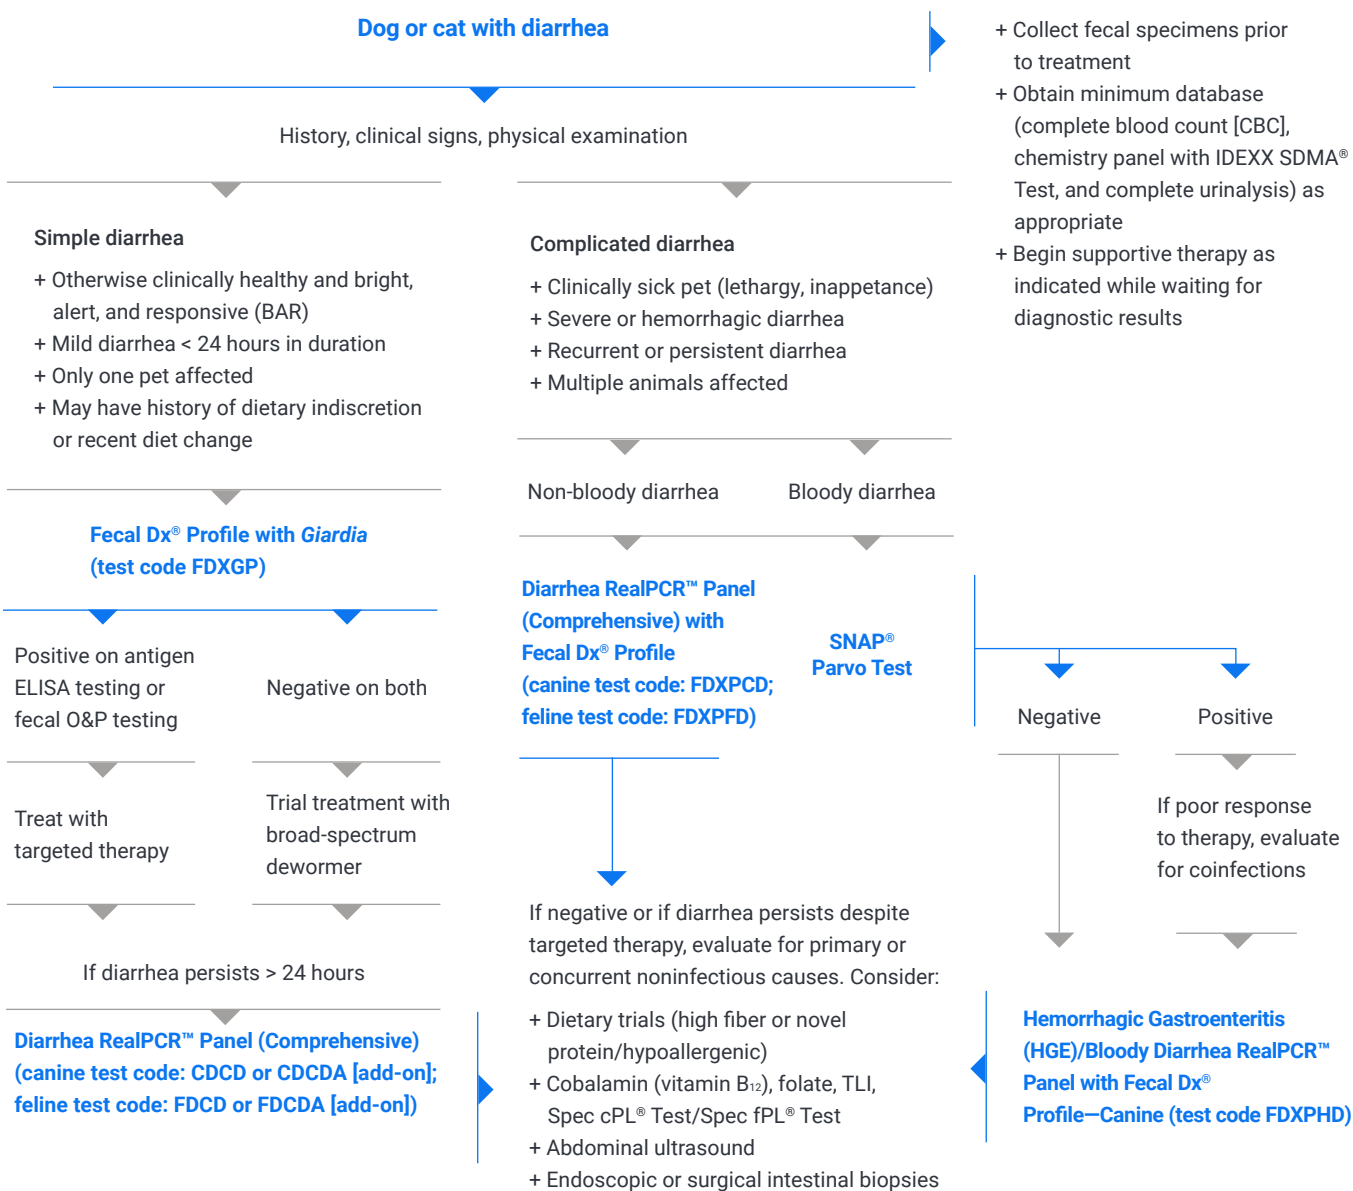 Dog or cat with diarrhea
+ Collect fecal specimens prior
to treatment
+ Obtain minimum database
(complete blood count [CBC],
chemistry panel with IDEXX SDMA®
Test, and complete urinalysis) as
appropriate
+ Begin supportive therapy as
indicated while waiting for
diagnostic results
History, clinical signs, physical examination
Simple diarrhea
+ Otherwise clinically healthy and bright,
alert, and responsive (BAR)
+ Mild diarrhea < 24 hours in duration
+ Only one pet affected
+ May have history of dietary indiscretion
or recent diet change
Complicated diarrhea
+ Clinically sick pet (lethargy, inappetance)
+ Severe or hemorrhagic diarrhea
+ Recurrent or persistent diarrhea
+ Multiple animals affected
Non-bloody diarrhea
Bloody diarrhea
Fecal Dx® Profile with Giardia
(test code FDXGP)
Positive on antigen
ELISA testing or
fecal O&P testing
Negative on both
Treat with
targeted therapy
Trial treatment with
broad-spectrum
dewormer
If diarrhea persists > 24 hours
Diarrhea RealPCR™ Panel (Comprehensive)
(canine test code: CDCD or CDCDA [add-on];
feline test code: FDCD or FDCDA [add-on])
Diarrhea RealPCR™ Panel
(Comprehensive) with
Fecal Dx® Profile
(canine test code: FDXPCD;
feline test code: FDXPFD)
SNAP®
Parvo Test
Negative
Positive
If poor response
to therapy, evaluate
for coinfections
If negative or if diarrhea persists despite
targeted therapy, evaluate for primary or
concurrent noninfectious causes. Consider:
+ Dietary trials (high fiber or novel
protein/hypoallergenic)
+ Cobalamin (vitamin B₁₂), folate, TLI,
Spec cPL® Test/Spec fPL® Test
+ Abdominal ultrasound
+ Endoscopic or surgical intestinal biopsies
Hemorrhagic Gastroenteritis
(HGE)/Bloody Diarrhea RealPCR™
Panel with Fecal Dx®
Profile—Canine (test code FDXPHD)